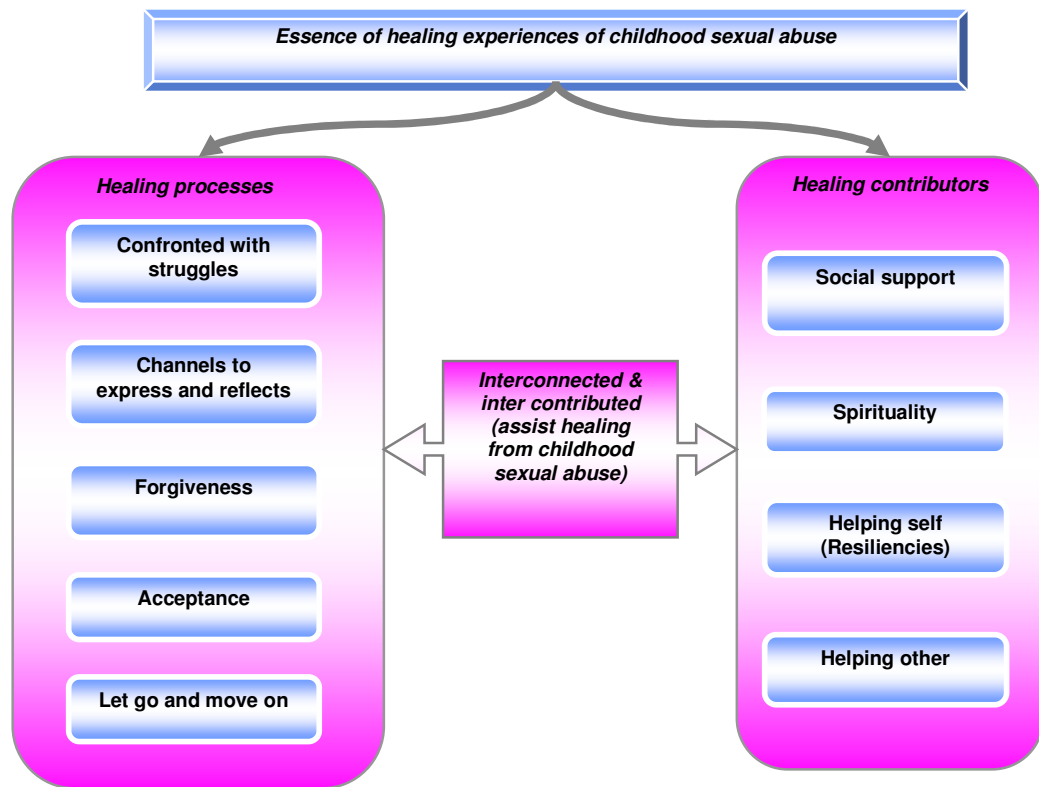 Essence of healing experiences of childhood sexual abuse
Healing processes
Confronted with
struggles
Channels to
express and reflects
Forgiveness
Acceptance
Let go and move on
Interconnected &
inter contributed
(assist healing
from childhood
sexual abuse)
Healing contributors
Social support
Spirituality
Helping self
(Resiliencies)
Helping other